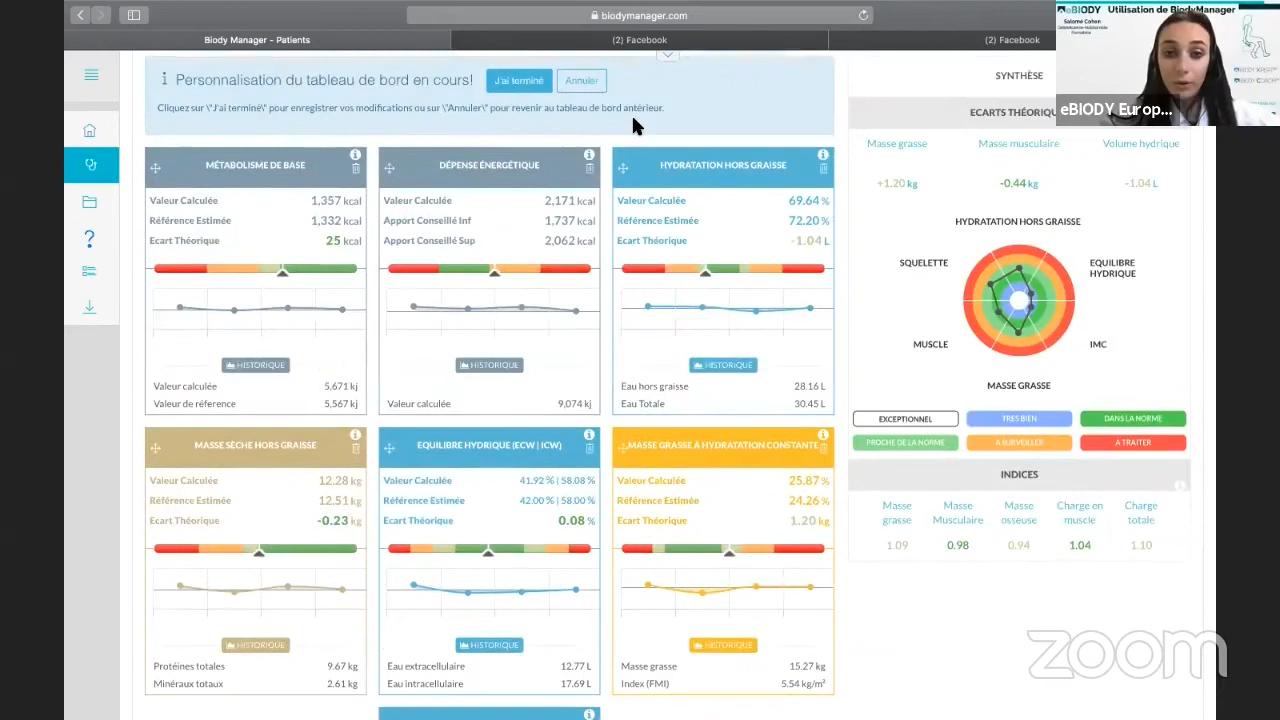 biodymanager.com
Biody Manager - Patients
(2) Facebook
(2) Facebook
eBIODY Utilisation de BiodyManager
Salomé Cohen
eBIODY Europ...
i Personnalisation du tableau de bord en cours!
J'ai terminé
Annuler
Cliquez sur \"J'ai terminé\" pour enregistrer vos modifications ou sur \"Annuler\" pour revenir au tableau de bord antérieur.
MÉTABOLISME DE BASE
Valeur Calculée 1,357 kcal
Référence Estimée 1,332 kcal
Ecart Théorique 25 kcal
HISTORIQUE
Valeur calculée 5,671 kj
Valeur de réference 5,567 kj
DÉPENSE ÉNERGÉTIQUE
Valeur Calculée 2,171 kcal
Apport Conseillé Inf 1,737 kcal
Apport Conseillé Sup 2,062 kcal
HISTORIQUE
Valeur calculée 9,074 kj
HYDRATATION HORS GRAISSE
Valeur Calculée 69.64 %
Référence Estimée 72.20 %
Ecart Théorique -1.04 L
HISTORIQUE
Eau hors graisse 28.16 L
Eau Totale 30.45 L
MASSE SÈCHE HORS GRAISSE
Valeur Calculée 12.28 kg
Référence Estimée 12.51 kg
Ecart Théorique -0.23 kg
HISTORIQUE
Protéines totales 9.67 kg
Minéraux totaux 2.61 kg
EQUILIBRE HYDRIQUE (ECW | ICW)
Valeur Calculée 41.92 % | 58.08 %
Référence Estimée 42.00 % | 58.00 %
Ecart Théorique 0.08 %
HISTORIQUE
Eau extracellulaire 12.77 L
Eau intracellulaire 17.69 L
MASSE GRASSE À HYDRATATION CONSTANTE
Valeur Calculée 25.87 %
Référence Estimée 24.26 %
Ecart Théorique 1.20 kg
HISTORIQUE
Masse grasse 15.27 kg
Index (FMI) 5.54 kg/m²
SYNTHÈSE
ECARTS THÉORIQU
Masse grasse Masse musculaire Volume hydrique
+1.20 kg -0.44 kg -1.04 L
HYDRATATION HORS GRAISSE
SQUELETTE
EQUILIBRE
HYDRIQUE
MUSCLE
IMC
MASSE GRASSE
EXCEPTIONNEL TRES BIEN DANS LA NORME
PROCHE DE LA NORME A SURVEILLER A TRAITER
INDICES
Masse grasse Masse Musculaire Masse osseuse Charge en muscle Charge totale
1.09 0.98 0.94 1.04 1.10
zoom